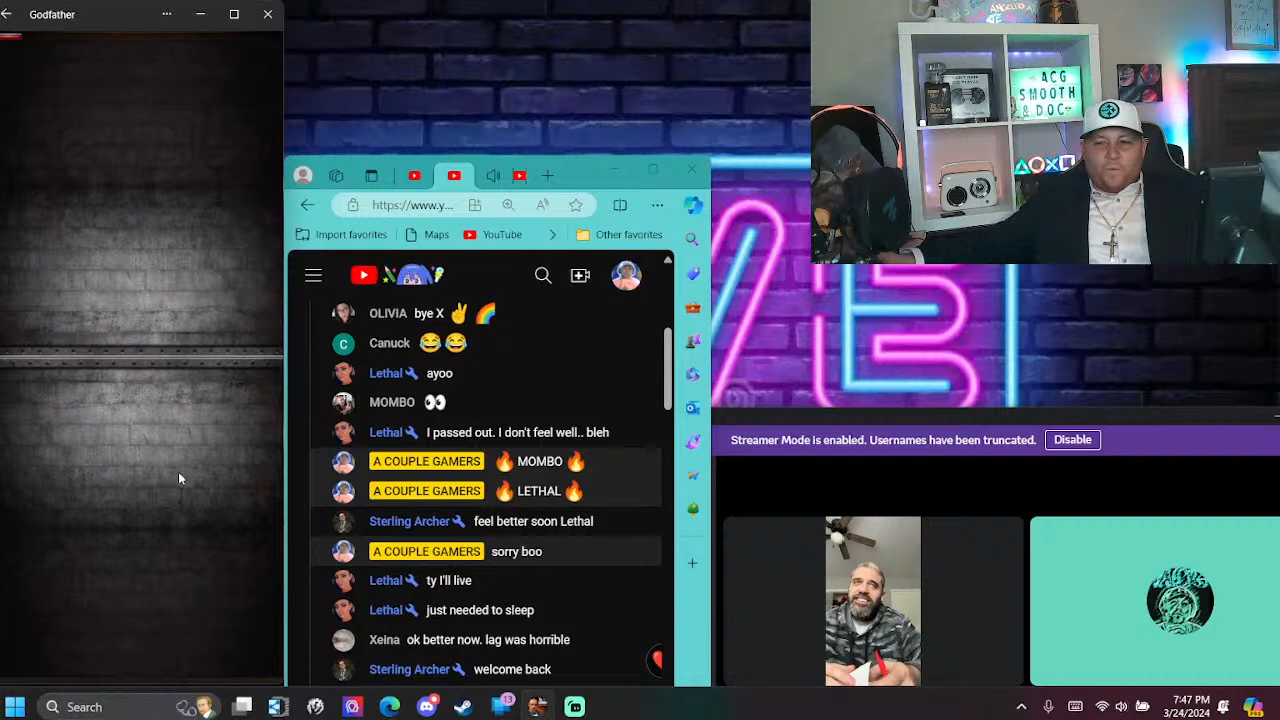 Godfather
ACG
SMOOTH
& DOC
https://www.y...
Import favorites
Maps
YouTube
Other favorites
OLIVIA bye X ✌️ 🌈
Canuck 😂 😂
Lethal ayoo
MOMBO 👀
Lethal I passed out. I don't feel well.. bleh
A COUPLE GAMERS 🔥 MOMBO 🔥
A COUPLE GAMERS 🔥 LETHAL 🔥
Sterling Archer feel better soon Lethal
A COUPLE GAMERS sorry boo
Lethal ty I'll live
Lethal just needed to sleep
Xeina ok better now. lag was horrible
Sterling Archer welcome back
Streamer Mode is enabled. Usernames have been truncated.
Disable
Search
13
7:47 PM
3/24/2024